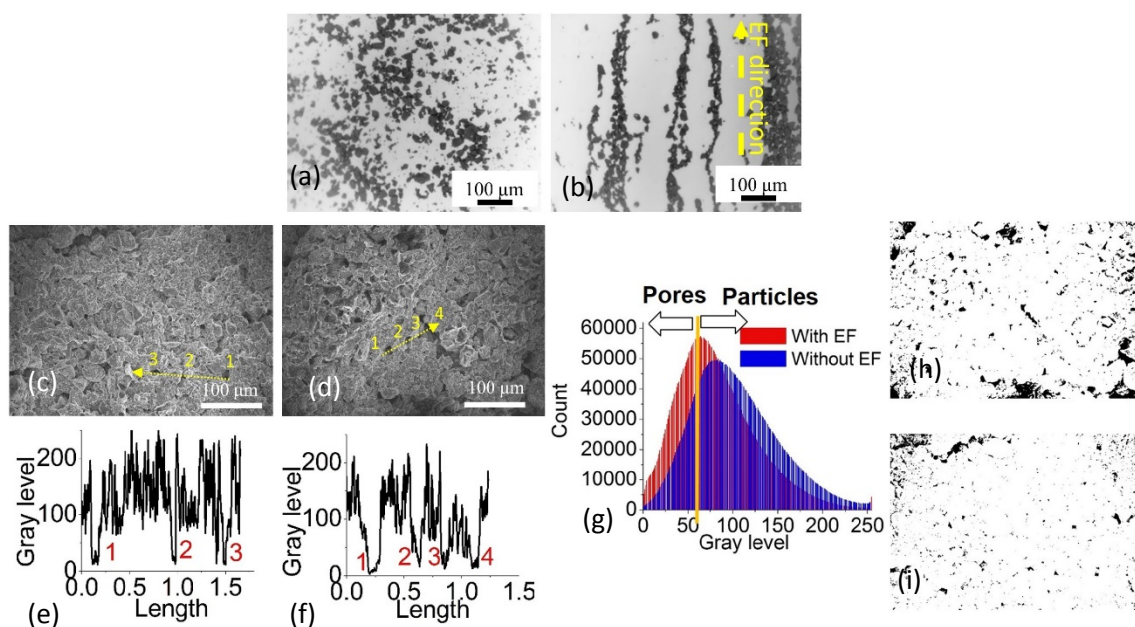 (a)
100 μm
EF direction
(b)
100 μm
3 2 1
(c)
100 μm
1 2 3 4
(d)
100 μm
Gray level
200
100
0
1 2 3
0.0 0.5 1.0 1.5
(e)
Length
Gray level
200
100
0
1 2 3 4
0.0 0.5 1.0 1.5
(f)
Length
Pores Particles
60000
50000
40000
30000
20000
10000
0
Count
With EF
Without EF
0 50 100 150 200 250
(g)
Gray level
(h)
(i)